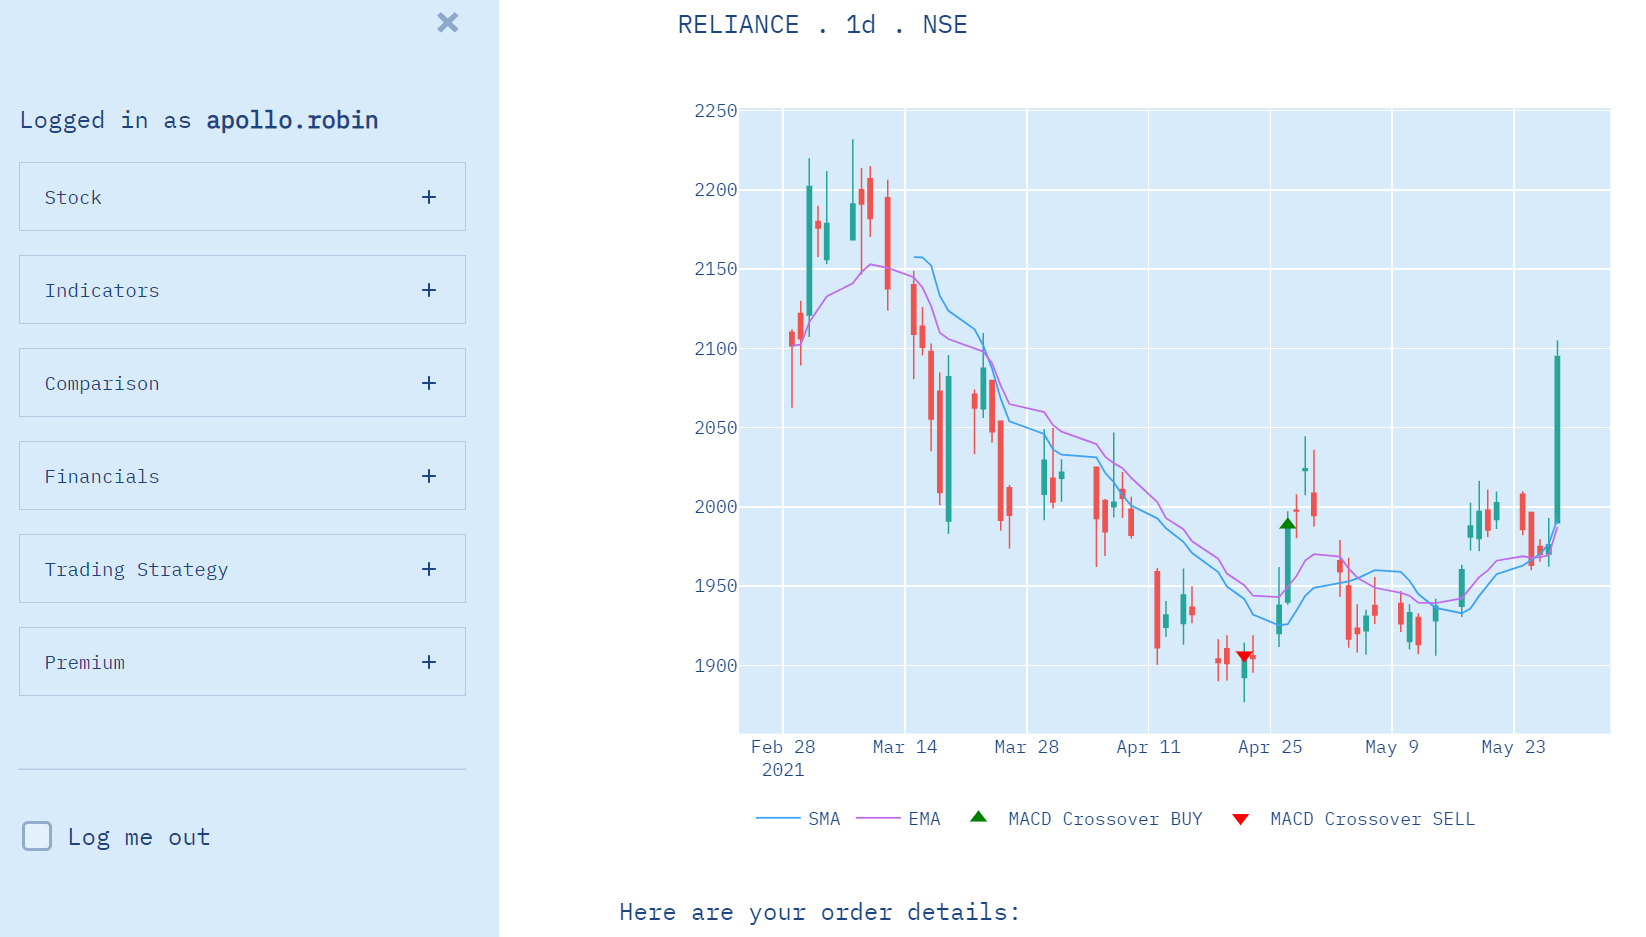 Logged in as apollo.robin
Stock
Indicators
Comparison
Financials
Trading Strategy
Premium
Log me out
RELIANCE . 1d . NSE
2250
2200
2150
2100
2050
2000
1950
1900
Feb 28 Mar 14 Mar 28 Apr 11 Apr 25 May 9 May 23
2021
SMA EMA MACD Crossover BUY MACD Crossover SELL
Here are your order details: